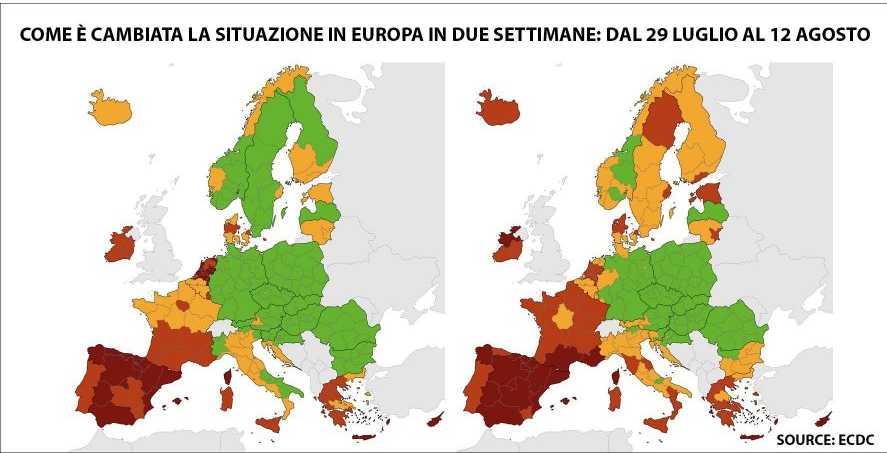 COME È CAMBIATA LA SITUAZIONE IN EUROPA IN DUE SETTIMANE: DAL 29 LUGLIO AL 12 AGOSTO
SOURCE: ECDC